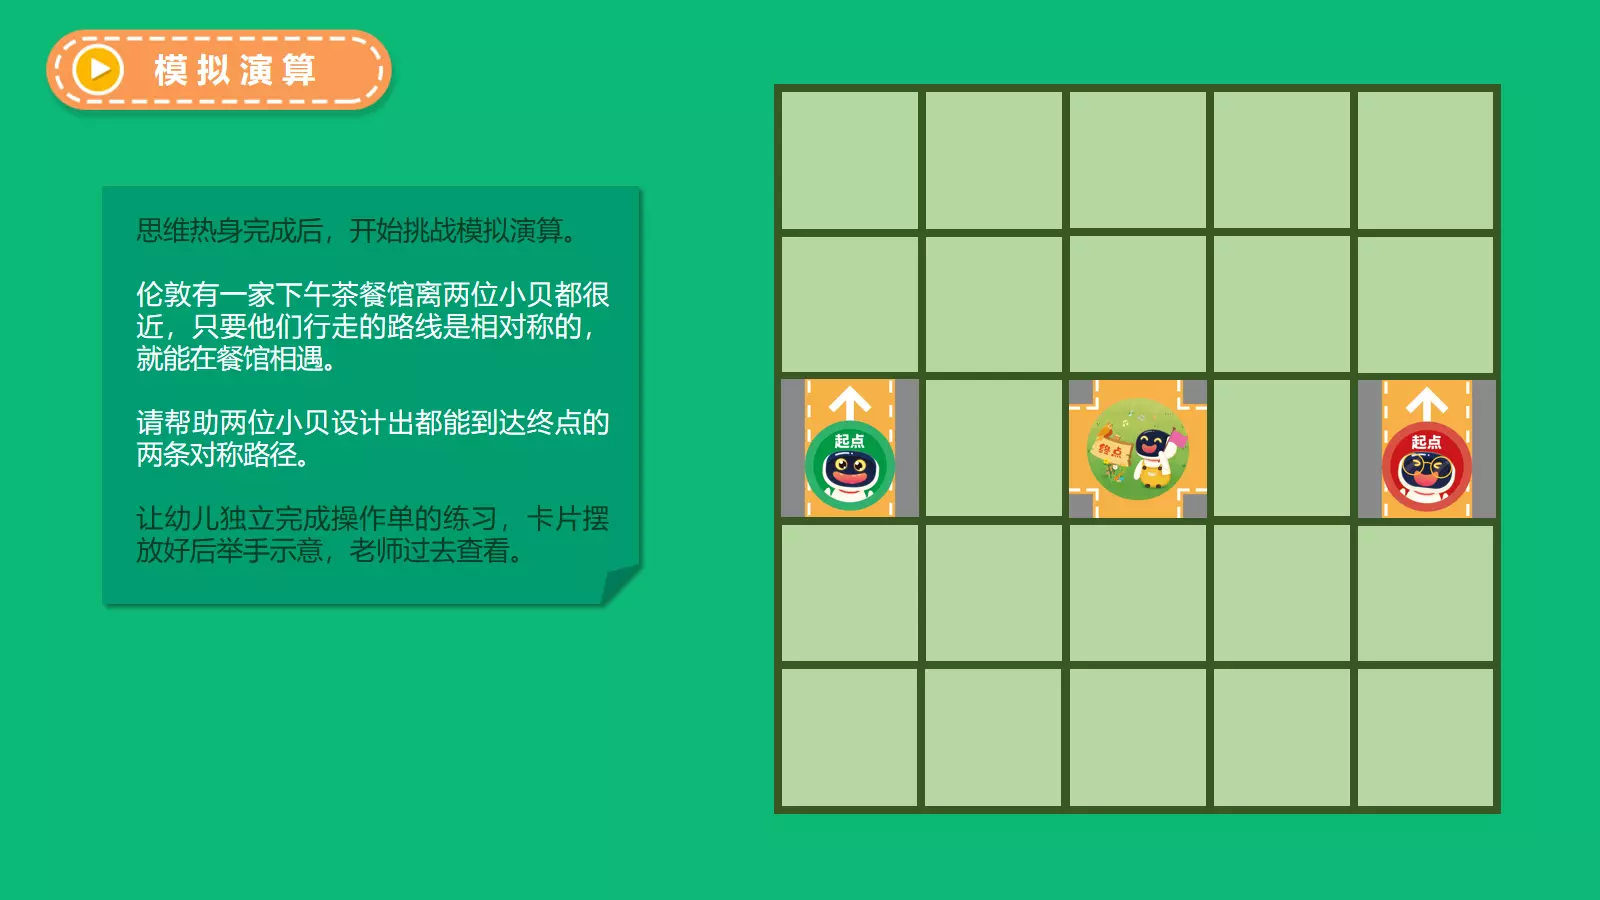 模拟演算
思维热身完成后，开始挑战模拟演算。
伦敦有一家下午茶餐馆离两位小贝都很
近，只要他们行走的路线是相对称的，
就能在餐馆相遇。
请帮助两位小贝设计出都能到达终点的
两条对称路径。
让幼儿独立完成操作单的练习，卡片摆
放好后举手示意，老师过去查看。
起点
终点
起点